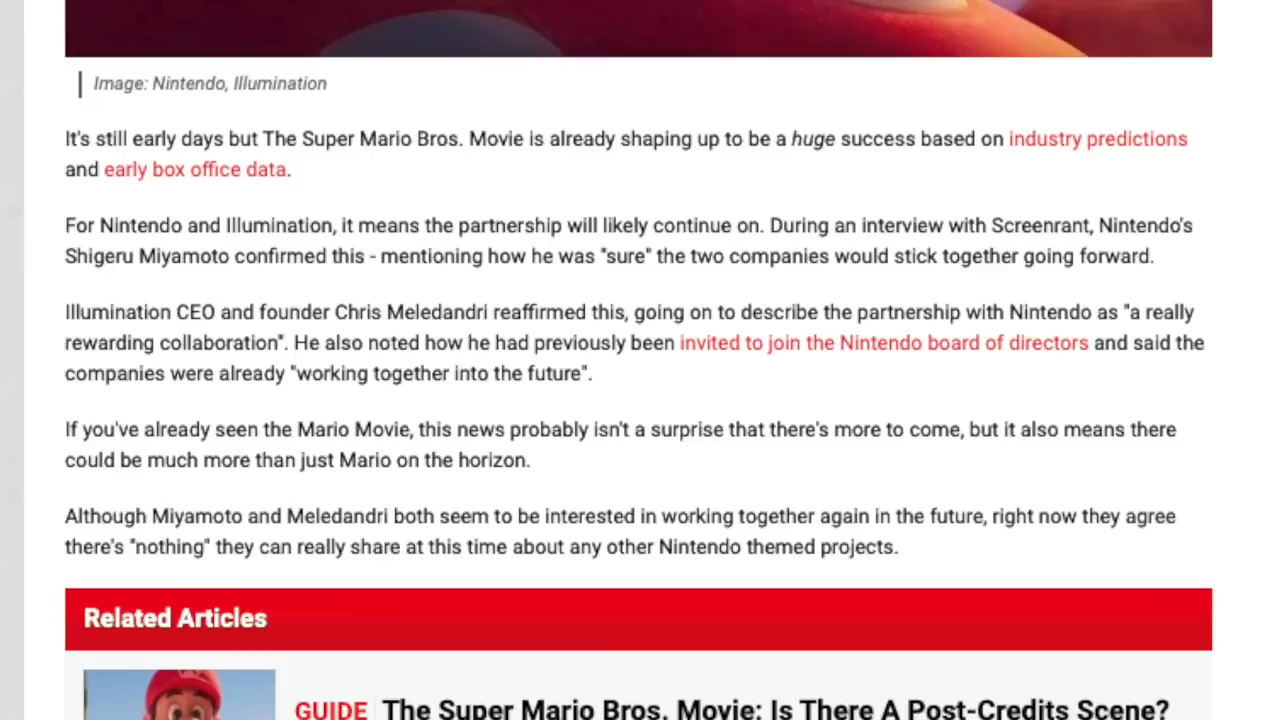 Image: Nintendo, Illumination
It's still early days but The Super Mario Bros. Movie is already shaping up to be a huge success based on industry predictions
and early box office data.
For Nintendo and Illumination, it means the partnership will likely continue on. During an interview with Screenrant, Nintendo's
Shigeru Miyamoto confirmed this - mentioning how he was "sure" the two companies would stick together going forward.
Illumination CEO and founder Chris Meledandri reaffirmed this, going on to describe the partnership with Nintendo as "a really
rewarding collaboration". He also noted how he had previously been invited to join the Nintendo board of directors and said the
companies were already "working together into the future".
If you've already seen the Mario Movie, this news probably isn't a surprise that there's more to come, but it also means there
could be much more than just Mario on the horizon.
Although Miyamoto and Meledandri both seem to be interested in working together again in the future, right now they agree
there's "nothing" they can really share at this time about any other Nintendo themed projects.
Related Articles
GUIDE The Super Mario Bros. Movie: Is There A Post-Credits Scene?